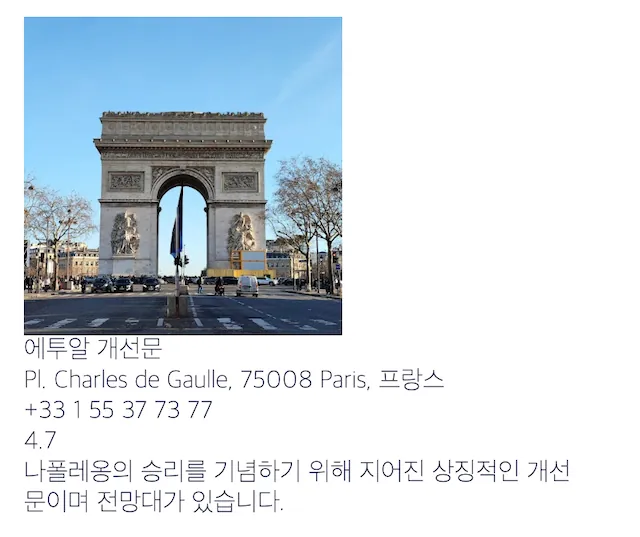 에투알 개선문
Pl. Charles de Gaulle, 75008 Paris, 프랑스
+33 1 55 37 73 77
4.7
나폴레옹의 승리를 기념하기 위해 지어진 상징적인 개선
문이며 전망대가 있습니다.